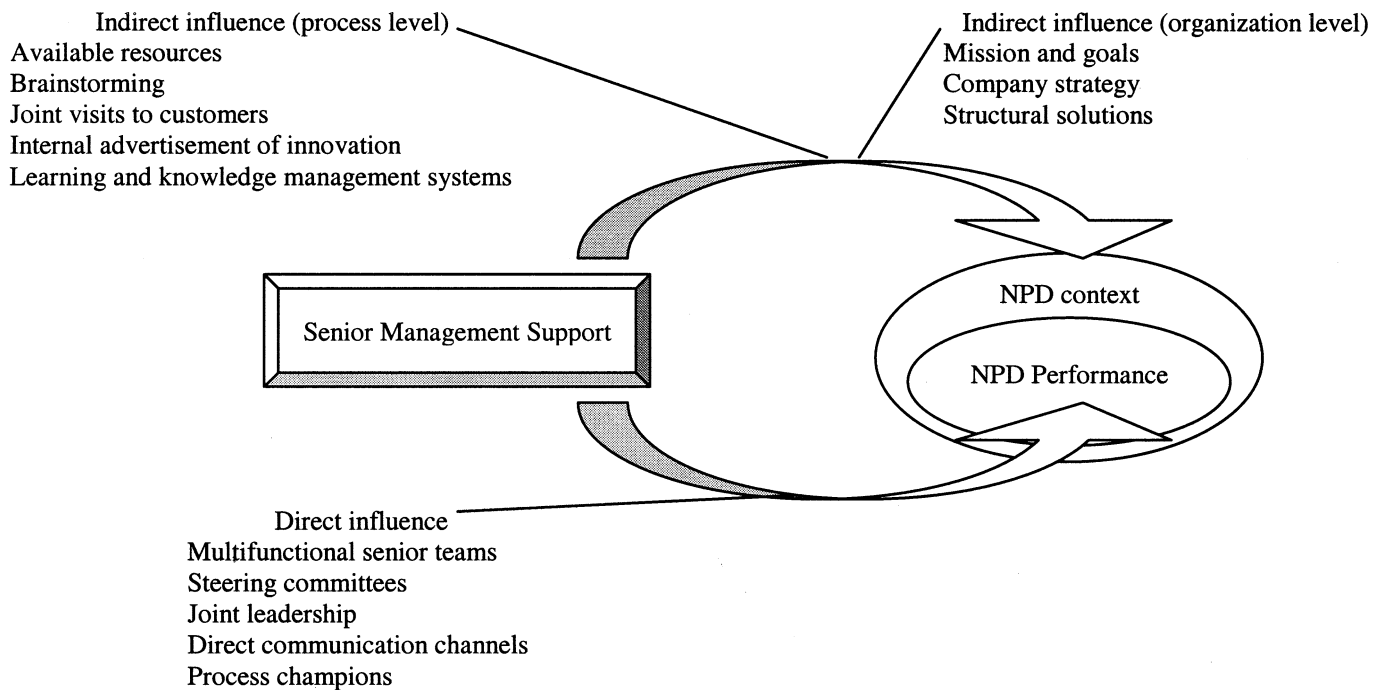 Indirect influence (process level)
Available resources
Brainstorming
Joint visits to customers
Internal advertisement of innovation
Learning and knowledge management systems
Indirect influence (organization level)
Mission and goals
Company strategy
Structural solutions
Senior Management Support
NPD context
NPD Performance
Direct influence
Multifunctional senior teams
Steering committees
Joint leadership
Direct communication channels
Process champions